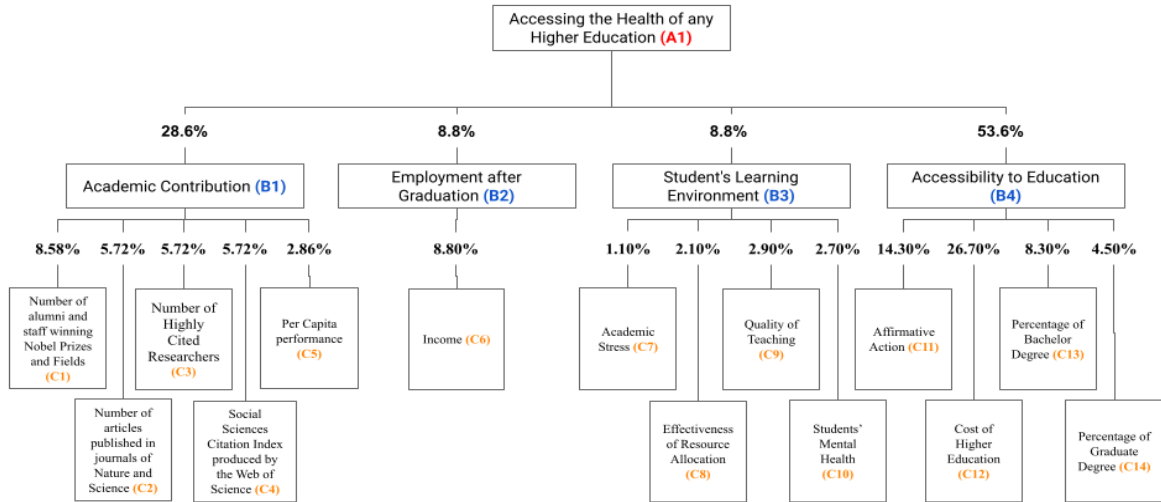 Accessing the Health of any
Higher Education (A1)
28.6%
8.8%
8.8%
53.6%
Academic Contribution (B1)
Employment after
Graduation (B2)
Student's Learning
Environment (B3)
Accessibility to Education
(B4)
8.58%
5.72%
5.72%
5.72%
2.86%
8.80%
1.10%
2.10%
2.90%
2.70%
14.30%
26.70%
8.30%
4.50%
Number of
alumni and
staff winning
Nobel Prizes
and Fields
(C1)
Number of
Highly
Cited
Researchers
(C3)
Per Capita
performance
(C5)
Income (C6)
Academic
Stress (C7)
Quality of
Teaching
(C9)
Affirmative
Action (C11)
Percentage of
Bachelor
Degree (C13)
Number of
articles
published in
journals of
Nature and
Science (C2)
Social
Sciences
Citation Index
produced by
the Web of
Science (C4)
Effectiveness
of Resource
Allocation
(C8)
Students’
Mental
Health
(C10)
Cost of
Higher
Education
(C12)
Percentage of
Graduate
Degree (C14)